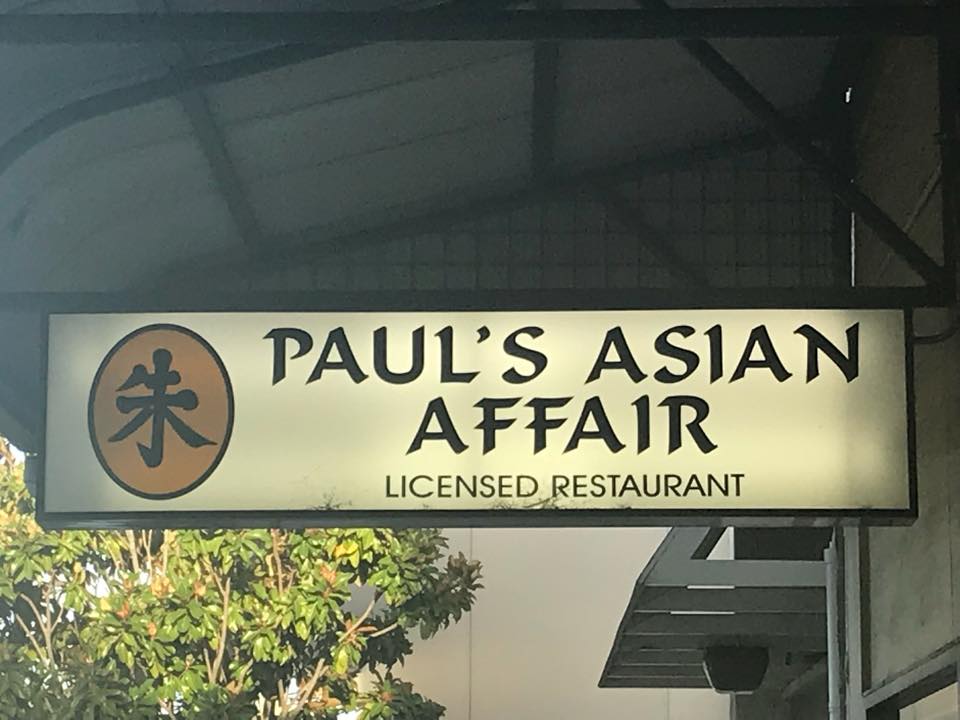 朱
PAUL'S ASIAN
AFFAIR
LICENSED RESTAURANT